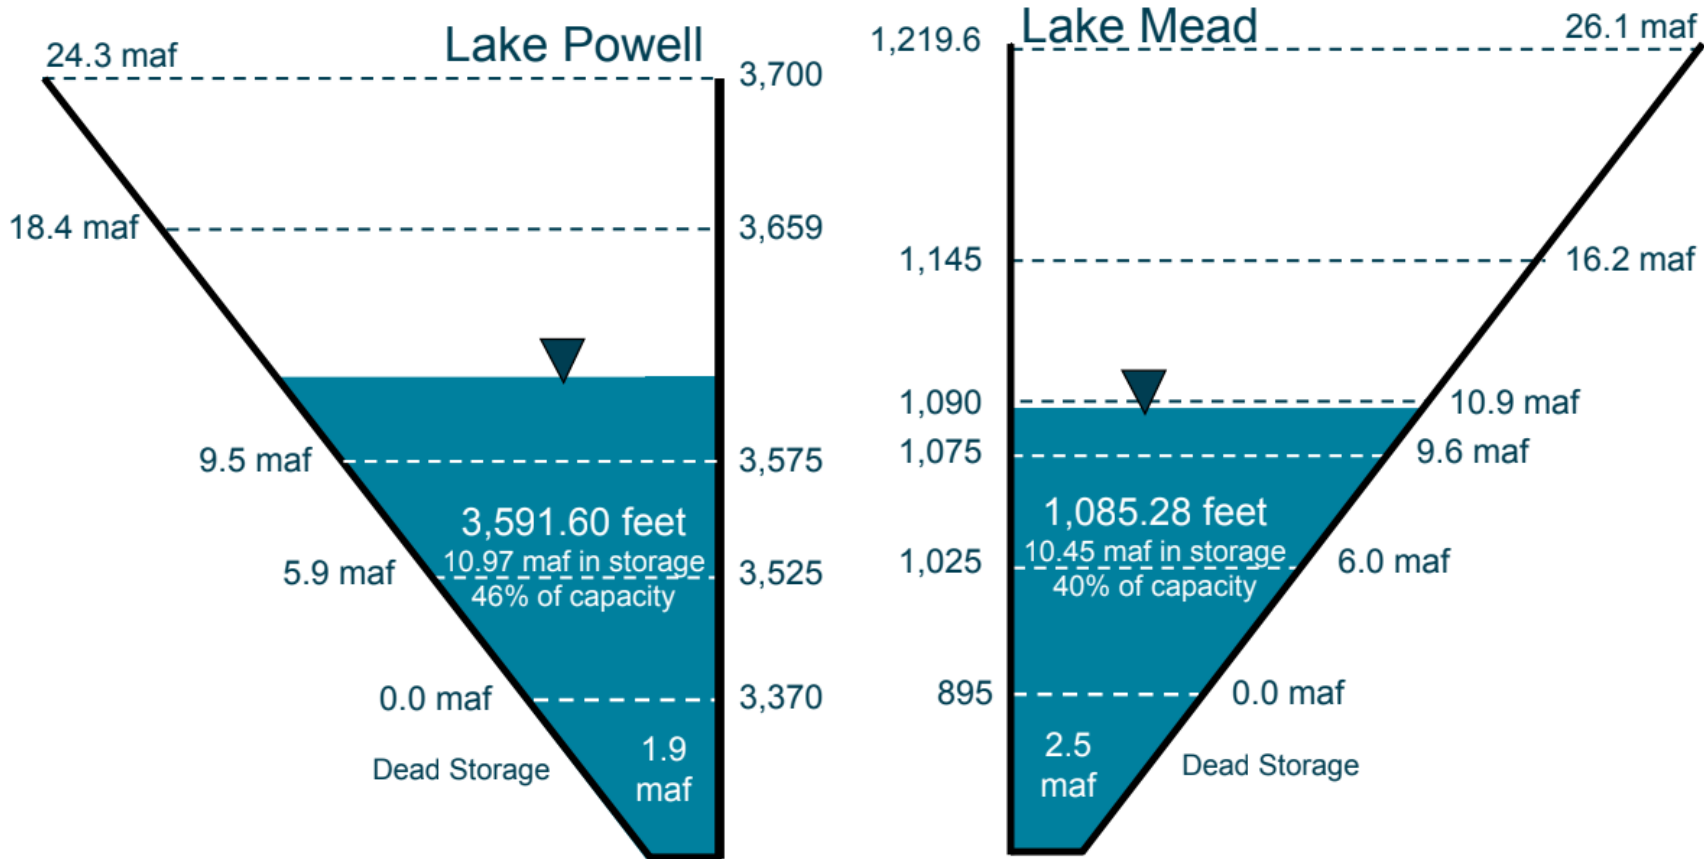 Lake Powell
24.3 maf
3,700
18.4 maf
3,659
9.5 maf
3,575
3,591.60 feet
10.97 maf in storage
5.9 maf
3,525
46% of capacity
0.0 maf
3,370
1.9
maf
Dead Storage
Lake Mead
1,219.6
26.1 maf
1,145
16.2 maf
1,090
10.9 maf
1,075
9.6 maf
1,085.28 feet
10.45 maf in storage
1,025
6.0 maf
40% of capacity
895
0.0 maf
2.5
maf
Dead Storage